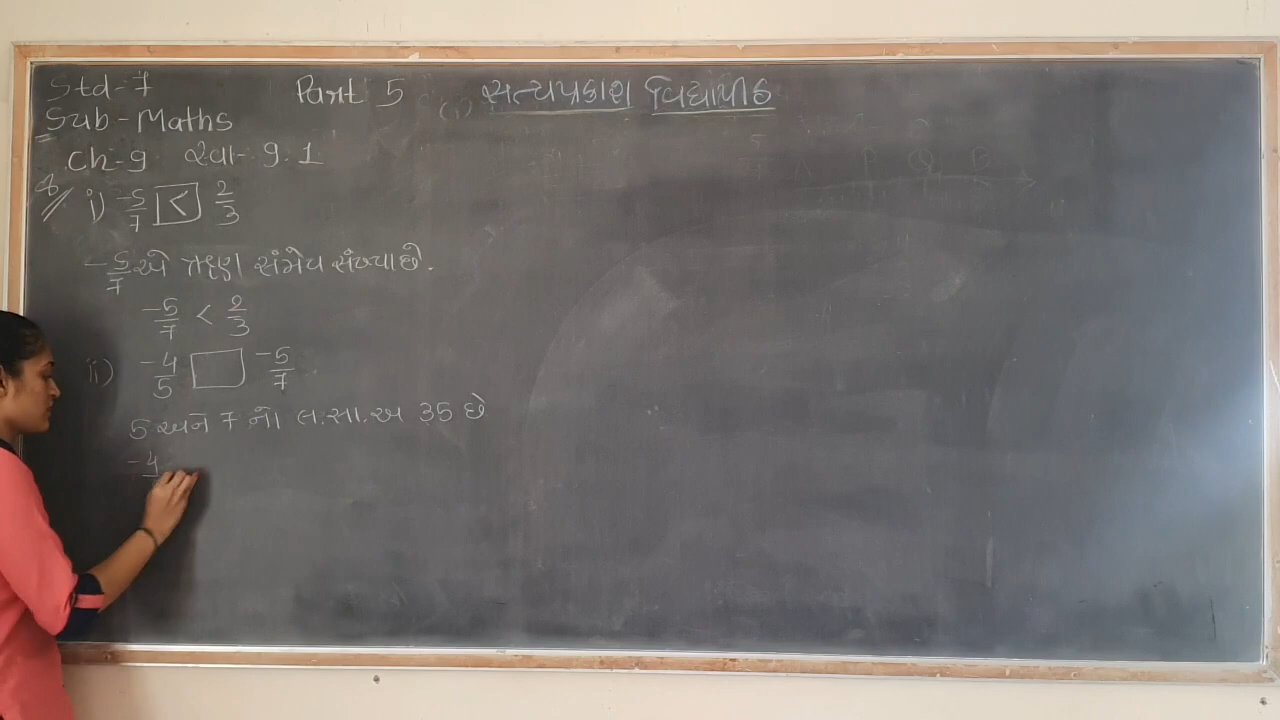 Std-7 Part 5 સત્યપ્રકાશ વિદ્યાપીઠ
Sub-Maths
Ch-9 સ્વા- 9.1
8/ i) -5/7 < 2/3
-5/7 એ ઋણ સંમેય સંખ્યા છે.
-5/7 < 2/3
ii) -4/5 □ -5/7
5 અને 7 નો લ.સા.અ 35 છે
-4